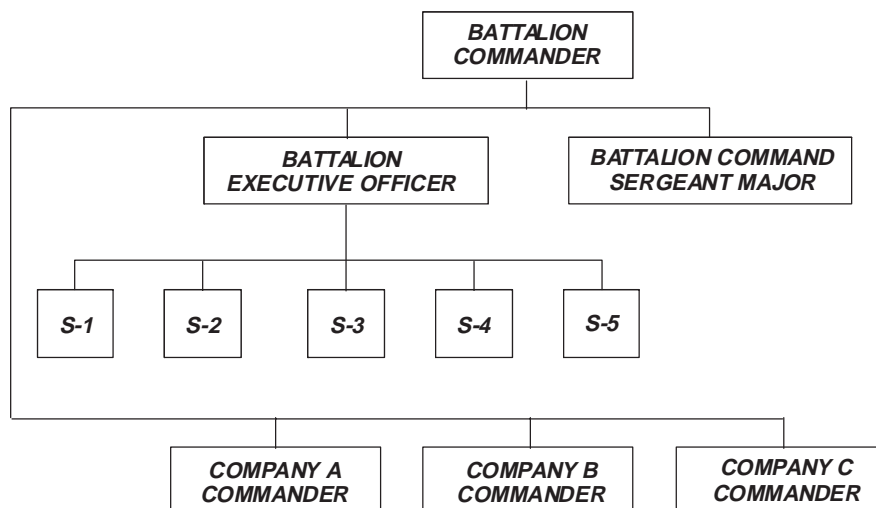 BATTALION
COMMANDER
BATTALION
EXECUTIVE OFFICER
BATTALION COMMAND
SERGEANT MAJOR
S-1
S-2
S-3
S-4
S-5
COMPANY A
COMMANDER
COMPANY B
COMMANDER
COMPANY C
COMMANDER